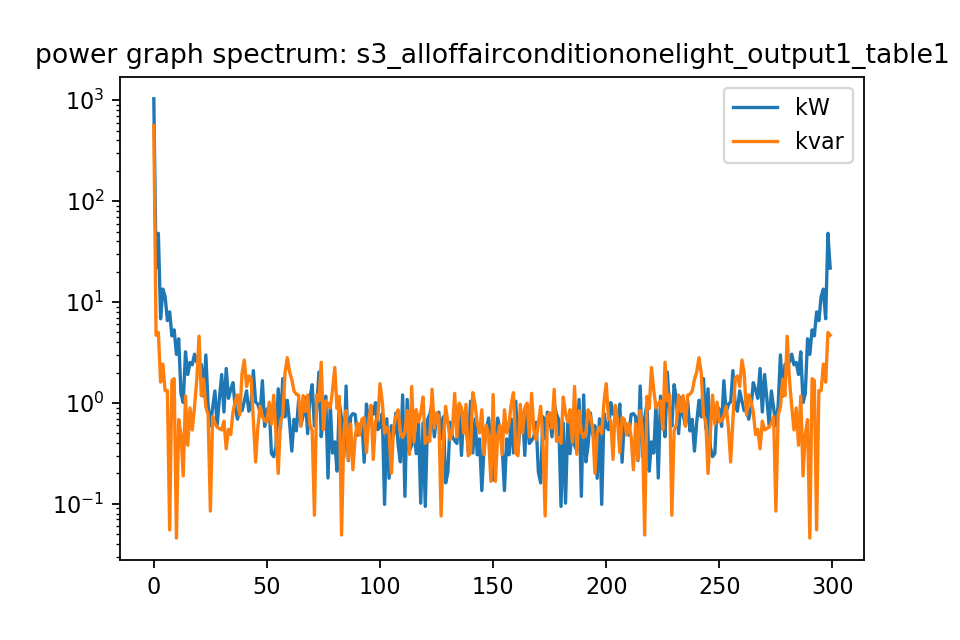 power graph spectrum: s3_alloffairconditiononelight_output1_table1
kW
kvar
10³
10²
10¹
10⁰
10⁻¹
0 50 100 150 200 250 300